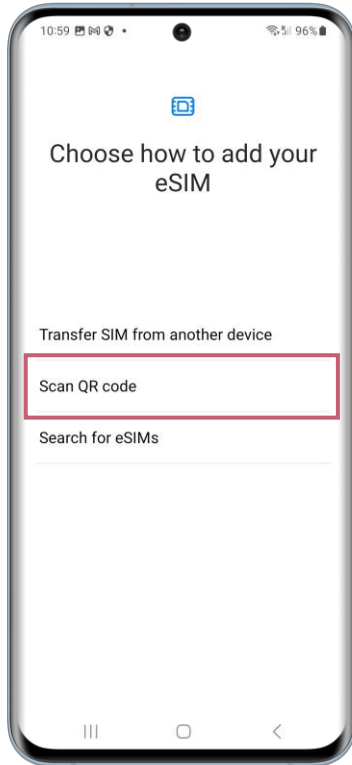 10:59
96%
Choose how to add your
eSIM
Transfer SIM from another device
Scan QR code
Search for eSIMs